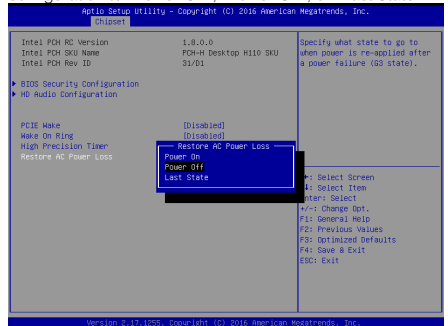 Aptio Setup Utility – Copyright (C) 2016 American Megatrends, Inc.
Chipset
Intel PCH RC Version 1.8.0.0
Intel PCH SKU Name PCH-H Desktop H110 SKU
Intel PCH Rev ID 31/D1
BIOS Security Configuration
HD Audio Configuration
PCIE Wake [Disabled]
Wake On Ring [Disabled]
High Precision Timer
Restore AC Power Loss
Restore AC Power Loss
Power On
Power Off
Last State
Specify what state to go to
when power is re-applied after
a power failure (G3 state).
: Select Screen
: Select Item
nter: Select
+/-: Change Opt.
F1: General Help
F2: Previous Values
F3: Optimized Defaults
F4: Save & Exit
ESC: Exit
Version 2.17.1255. Copyright (C) 2016 American Megatrends, Inc.